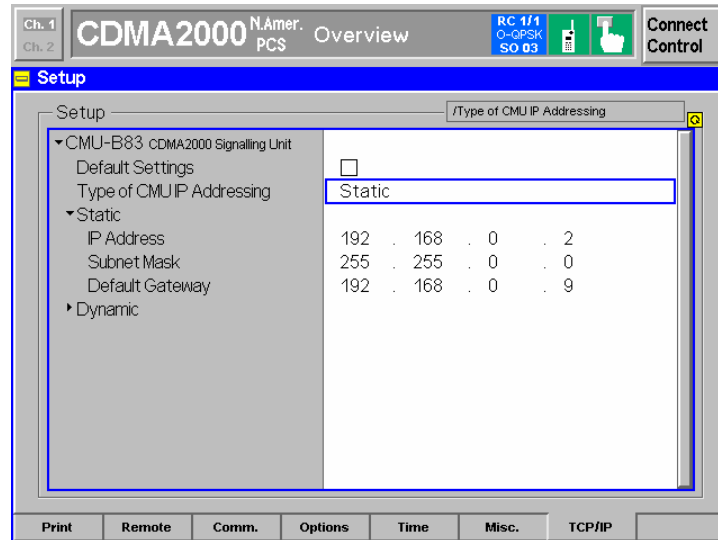 Ch. 1
Ch. 2
CDMA2000 N.Amer. PCS Overview
RC 1/1
O-QPSK
SO 03
Connect
Control
Setup
Setup
/Type of CMU IP Addressing
CMU-B83 CDMA2000 Signalling Unit
Default Settings
Type of CMU IP Addressing Static
Static
IP Address 192 . 168 . 0 . 2
Subnet Mask 255 . 255 . 0 . 0
Default Gateway 192 . 168 . 0 . 9
Dynamic
Print Remote Comm. Options Time Misc. TCP/IP